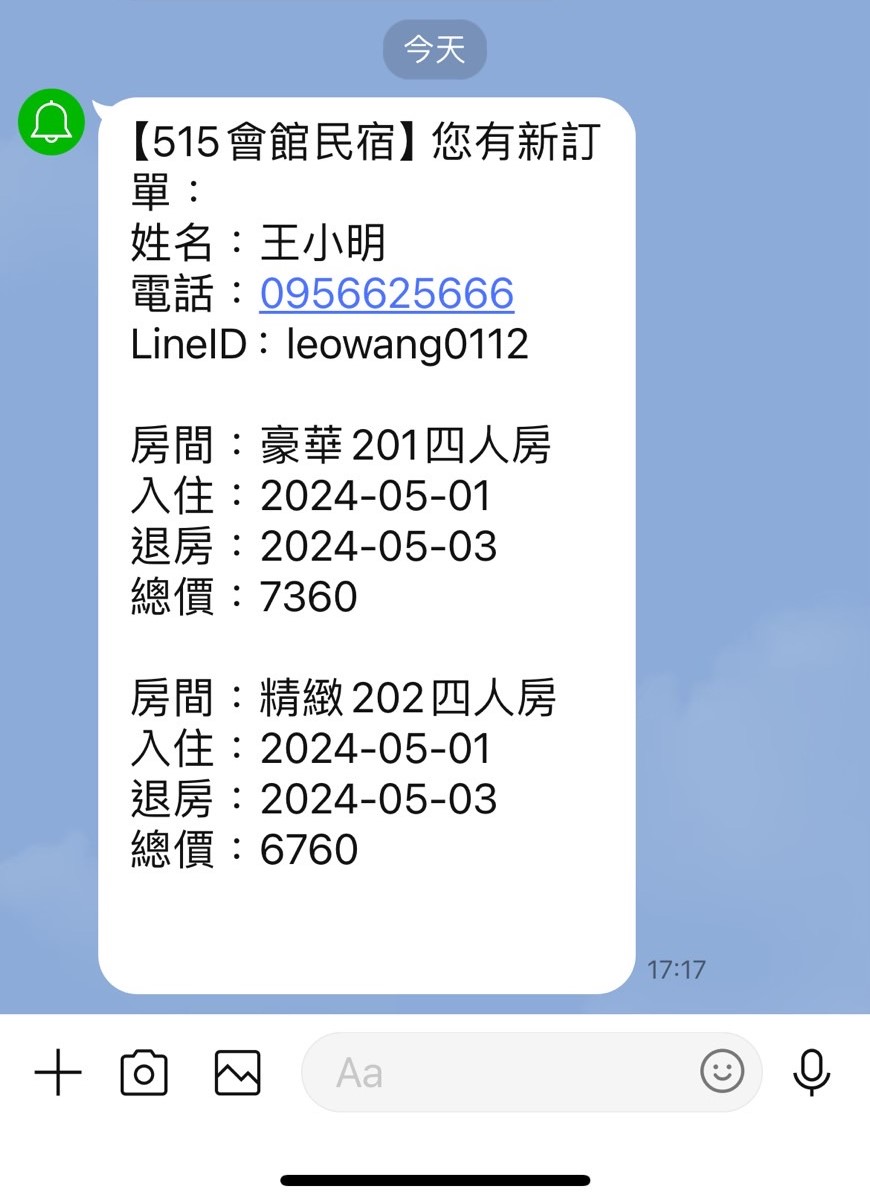 今天
【515會館民宿】您有新訂
單：
姓名：王小明
電話：0956625666
LineID：leowang0112
房間：豪華201四人房
入住：2024-05-01
退房：2024-05-03
總價：7360
房間：精緻202四人房
入住：2024-05-01
退房：2024-05-03
總價：6760
17:17
Aa